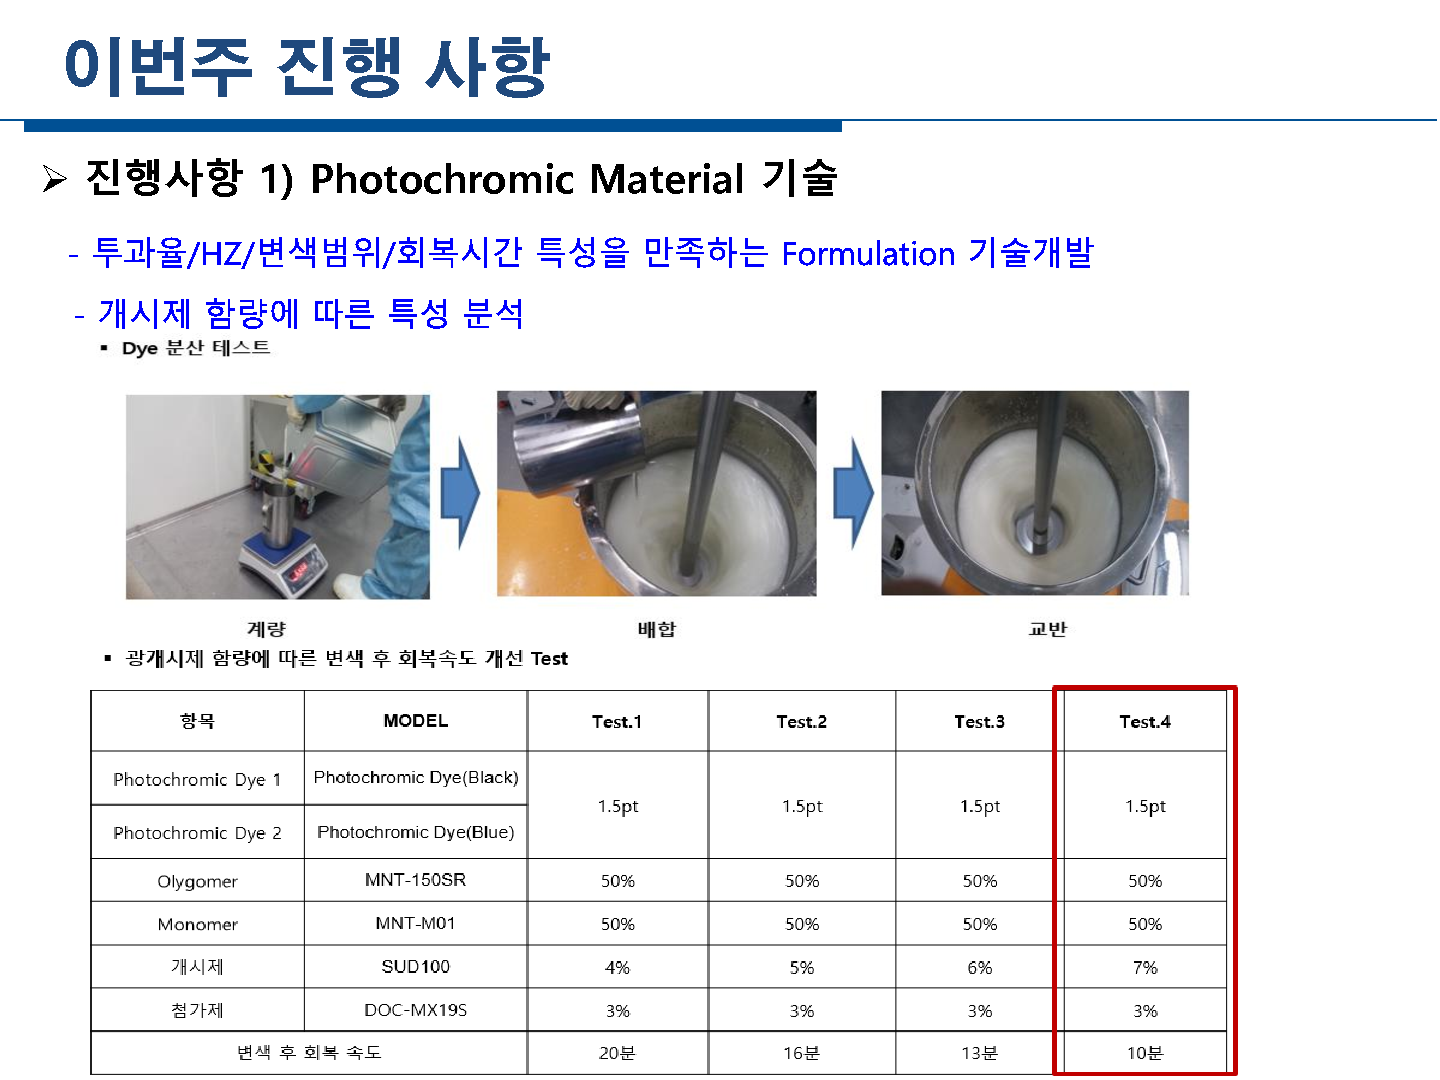 이번주 진행 사항
➢ 진행사항 1) Photochromic Material 기술
- 투과율/HZ/변색범위/회복시간 특성을 만족하는 Formulation 기술개발
- 개시제 함량에 따른 특성 분석
▪ Dye 분산 테스트
계량 배합 교반
▪ 광개시제 함량에 따른 변색 후 회복속도 개선 Test
항목 MODEL Test.1 Test.2 Test.3 Test.4
Photochromic Dye 1 Photochromic Dye(Black)
1.5pt 1.5pt 1.5pt 1.5pt
Photochromic Dye 2 Photochromic Dye(Blue)
Olygomer MNT-150SR 50% 50% 50% 50%
Monomer MNT-M01 50% 50% 50% 50%
개시제 SUD100 4% 5% 6% 7%
첨가제 DOC-MX19S 3% 3% 3% 3%
변색 후 회복 속도 20분 16분 13분 10분